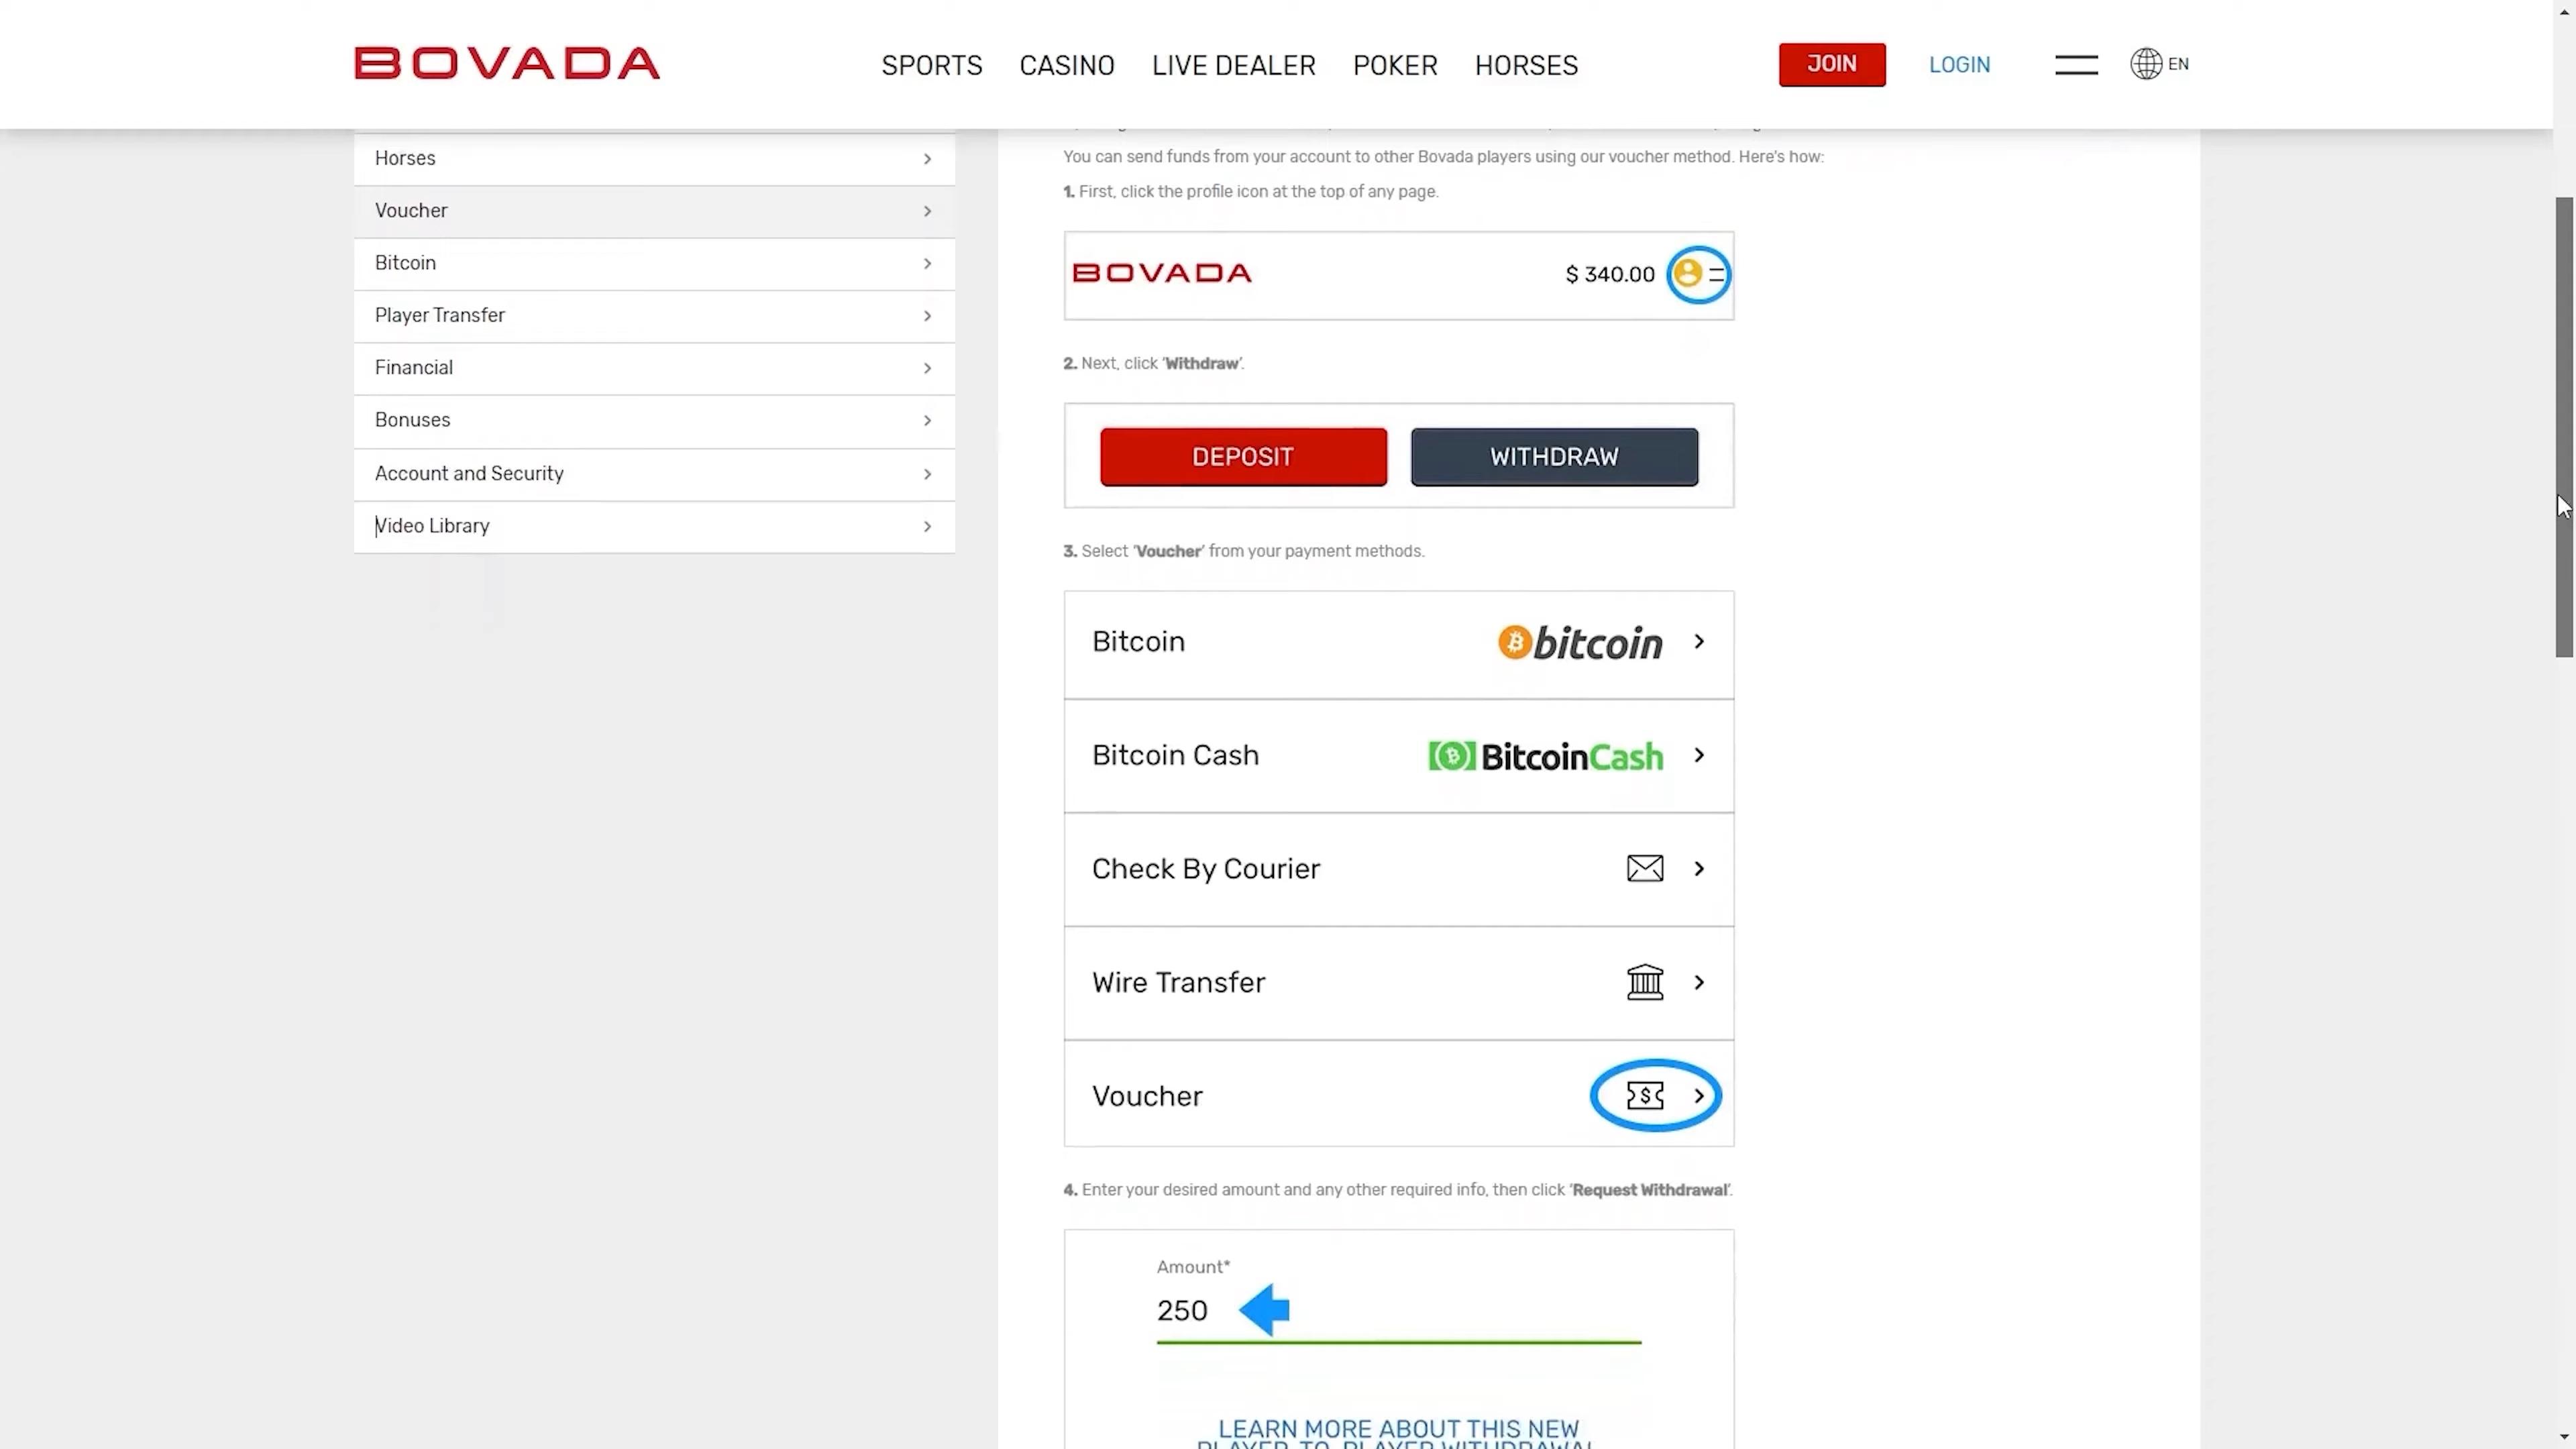 BOVADA
SPORTS CASINO LIVE DEALER POKER HORSES
JOIN LOGIN EN
Horses
Voucher
Bitcoin
Player Transfer
Financial
Bonuses
Account and Security
Video Library
You can send funds from your account to other Bovada players using our voucher method. Here's how:
1. First, click the profile icon at the top of any page.
BOVADA $ 340.00
2. Next, click 'Withdraw'.
DEPOSIT WITHDRAW
3. Select 'Voucher' from your payment methods.
Bitcoin bitcoin
Bitcoin Cash BitcoinCash
Check By Courier
Wire Transfer
Voucher
4. Enter your desired amount and any other required info, then click 'Request Withdrawal'.
Amount*
250
LEARN MORE ABOUT THIS NEW
PLAYER-TO-PLAYER WITHDRAWAL